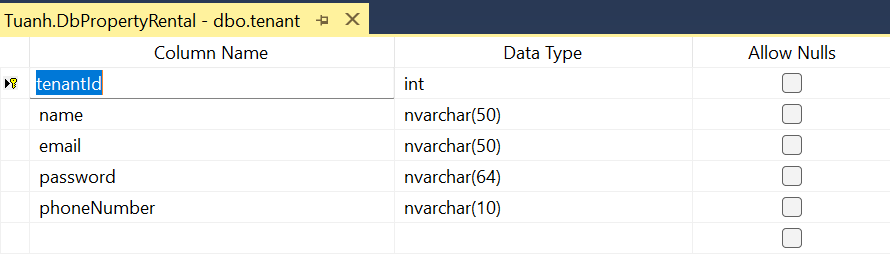 Tuanh.DbPropertyRental - dbo.tenant
Column Name Data Type Allow Nulls
tenantId int
name nvarchar(50)
email nvarchar(50)
password nvarchar(64)
phoneNumber nvarchar(10)